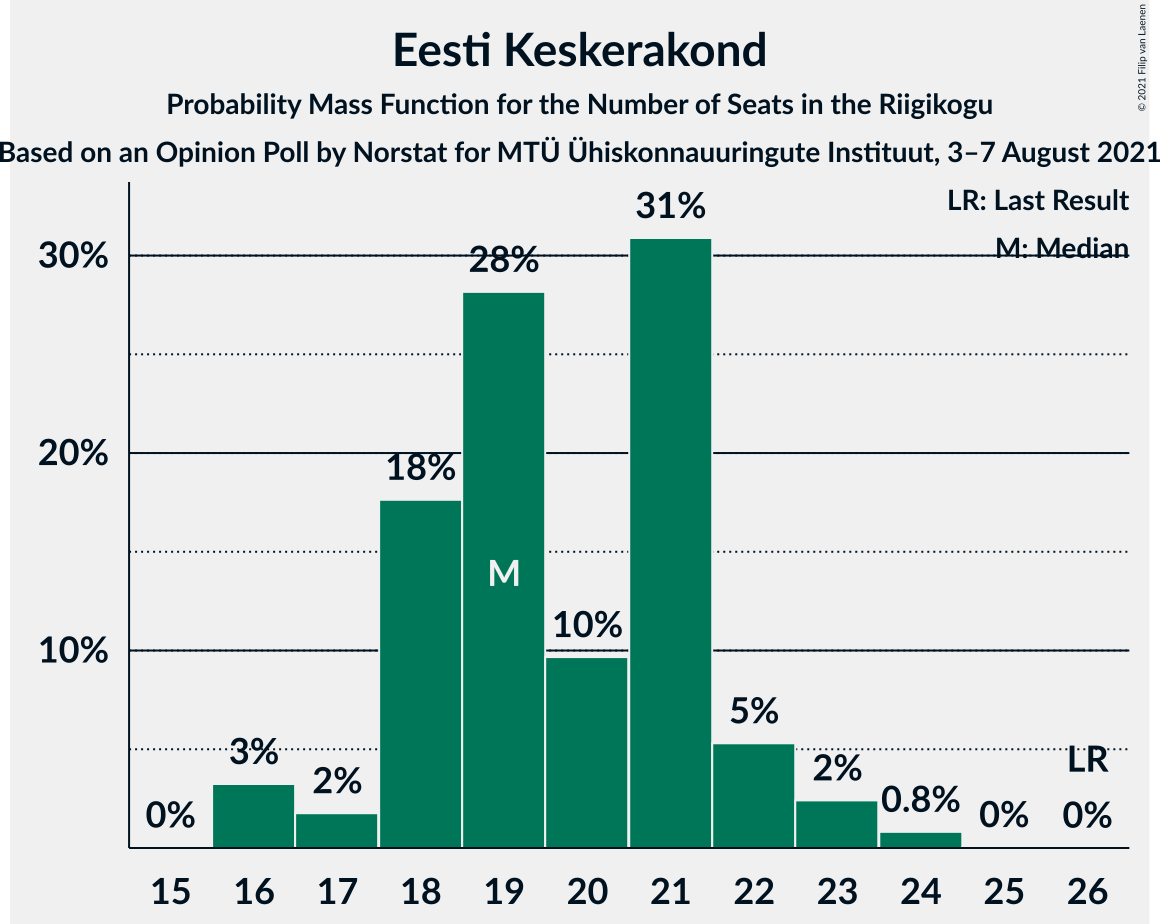 Eesti Keskerakond
Probability Mass Function for the Number of Seats in the Riigikogu
Based on an Opinion Poll by Norstat for MTÜ Ühiskonnauuringute Instituut, 3–7 August 2021
© 2021 Filip van Laenen
LR: Last Result
M: Median
30%
20%
10%
0%
3%
2%
18%
28%
M
10%
31%
5%
2%
0.8%
0%
LR
0%
15 16 17 18 19 20 21 22 23 24 25 26